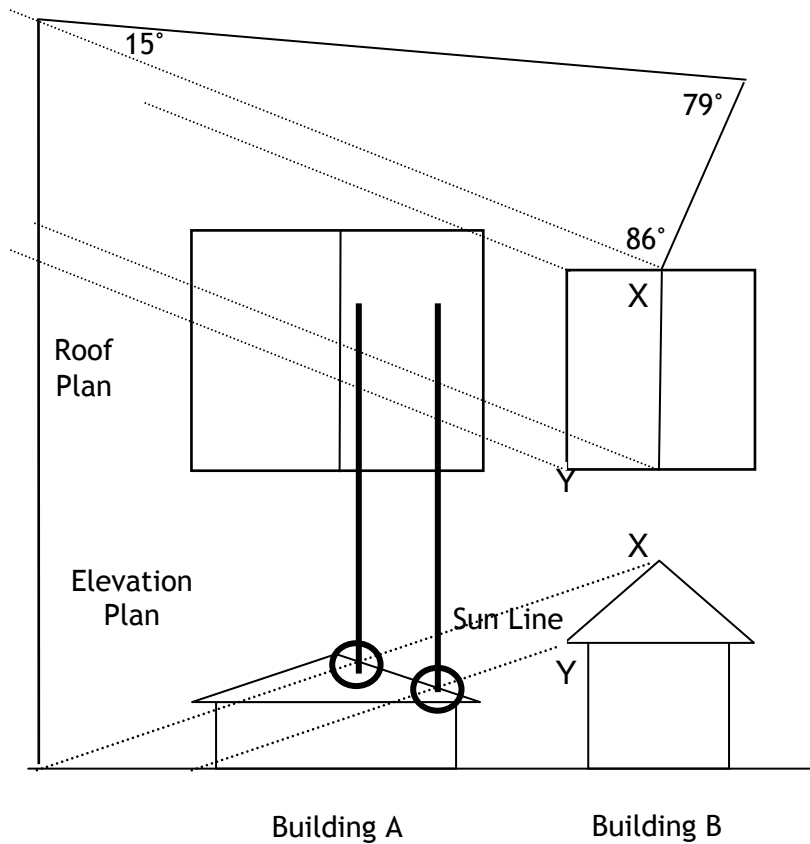 15°
79°
86°
X
Roof
Plan
Y
X
Elevation
Plan
Sun Line
Y
Building A
Building B